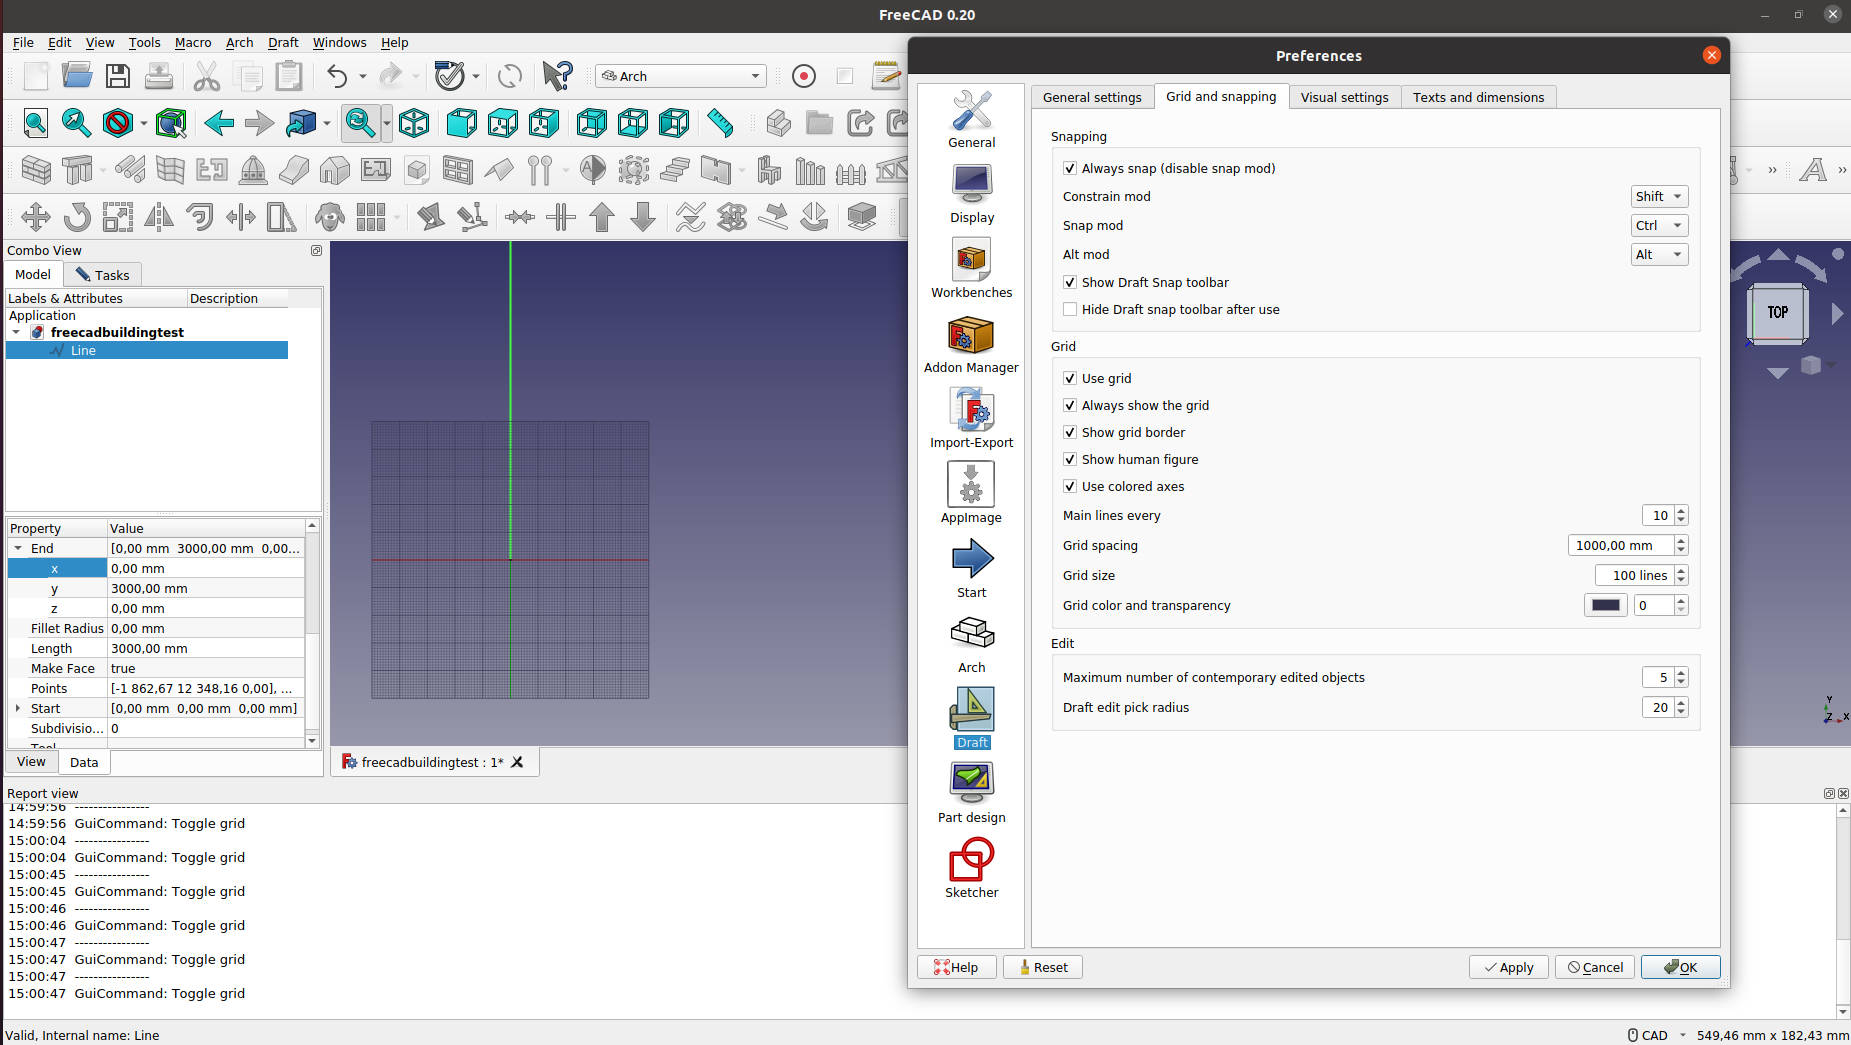 FreeCAD 0.20
File Edit View Tools Macro Arch Draft Windows Help
Arch
Combo View
Model Tasks
Labels & Attributes Description
Application
freecadbuildingtest
Line
Property Value
End [0,00 mm 3000,00 mm 0,00...
x 0,00 mm
y 3000,00 mm
z 0,00 mm
Fillet Radius 0,00 mm
Length 3000,00 mm
Make Face true
Points [-1 862,67 12 348,16 0,00], ...
Start [0,00 mm 0,00 mm 0,00 mm]
Subdivisio... 0
View Data
freecadbuildingtest : 1*
TOP
Y
Z X
Report view
14:59:56 ----------------
14:59:56 GuiCommand: Toggle grid
15:00:04 ----------------
15:00:04 GuiCommand: Toggle grid
15:00:45 ----------------
15:00:45 GuiCommand: Toggle grid
15:00:46 ----------------
15:00:46 GuiCommand: Toggle grid
15:00:47 ----------------
15:00:47 GuiCommand: Toggle grid
15:00:47 ----------------
15:00:47 GuiCommand: Toggle grid
Valid, Internal name: Line
CAD 549,46 mm x 182,43 mm
Preferences
General
Display
Workbenches
Addon Manager
Import-Export
AppImage
Start
Arch
Draft
Part design
Sketcher
General settings Grid and snapping Visual settings Texts and dimensions
Snapping
Always snap (disable snap mod)
Constrain mod Shift
Snap mod Ctrl
Alt mod Alt
Show Draft Snap toolbar
Hide Draft snap toolbar after use
Grid
Use grid
Always show the grid
Show grid border
Show human figure
Use colored axes
Main lines every 10
Grid spacing 1000,00 mm
Grid size 100 lines
Grid color and transparency 0
Edit
Maximum number of contemporary edited objects 5
Draft edit pick radius 20
Help Reset Apply Cancel OK